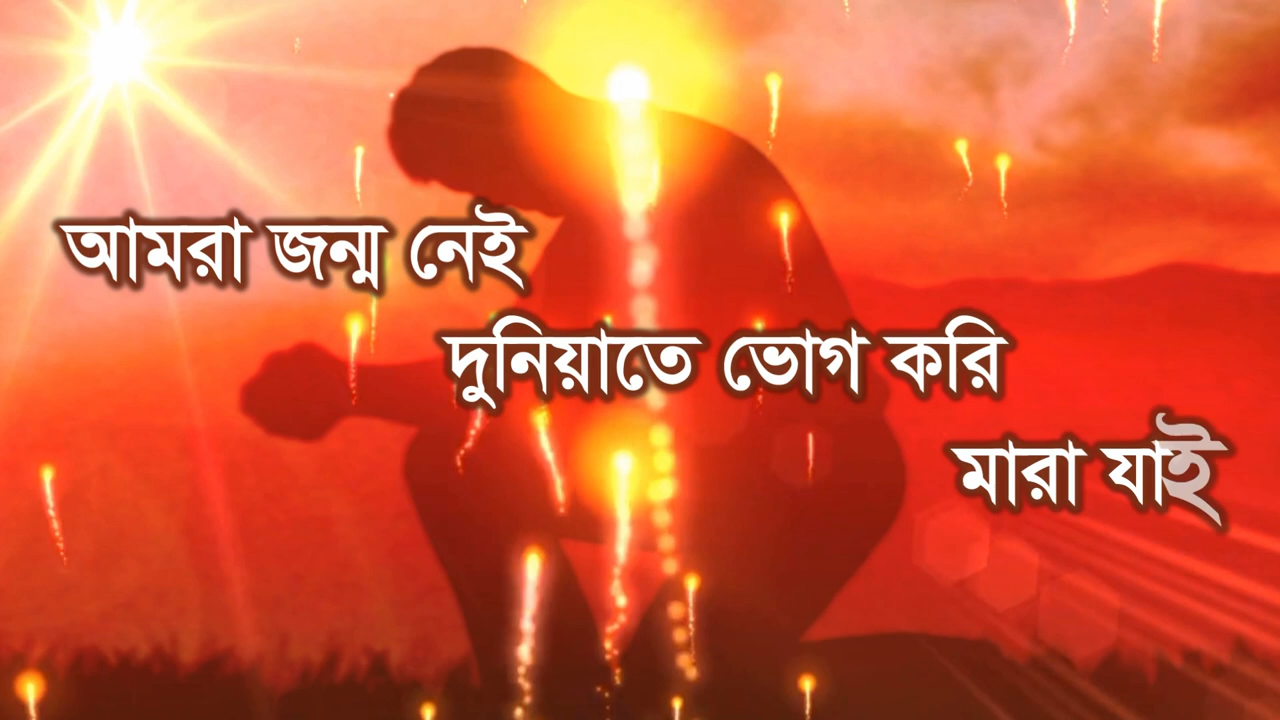 আমরা জন্ম নেই
দুনিয়াতে ভোগ করি
মারা যাই